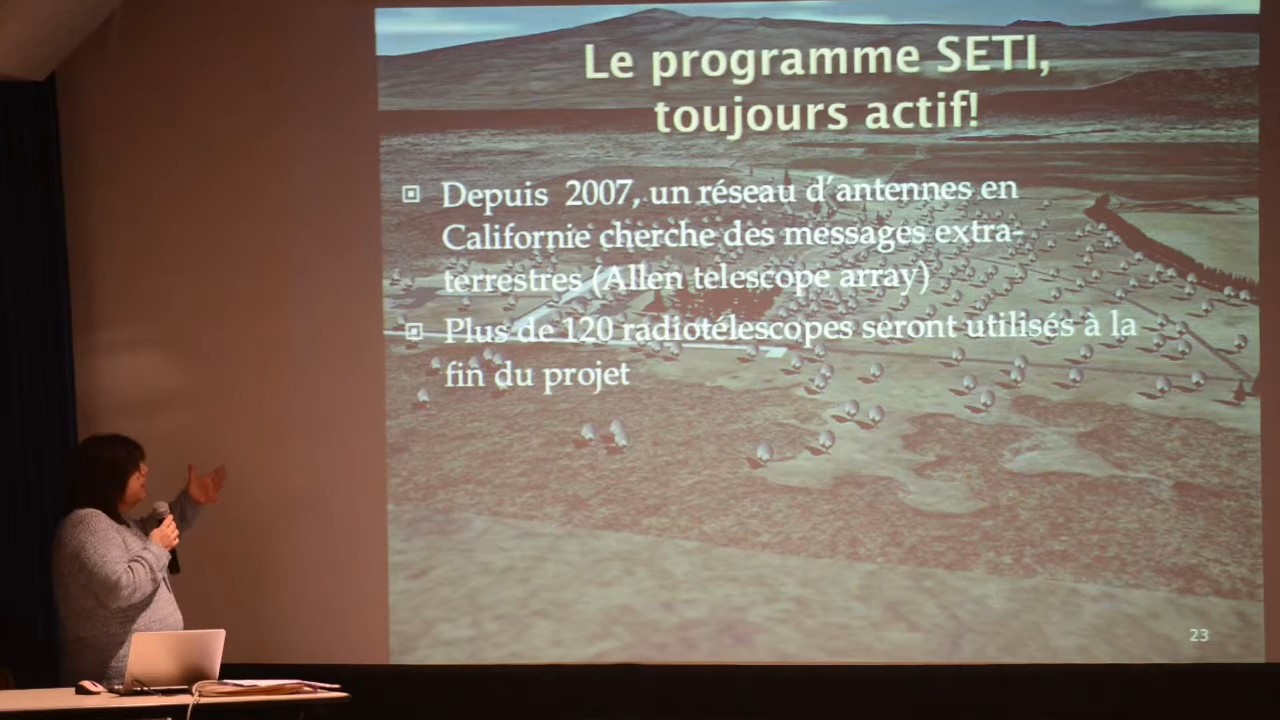 Le programme SETI,
toujours actif!
Depuis 2007, un réseau d'antennes en
Californie cherche des messages extra-
terrestres (Allen telescope array)
Plus de 120 radiotélescopes seront utilisés à la
fin du projet
23